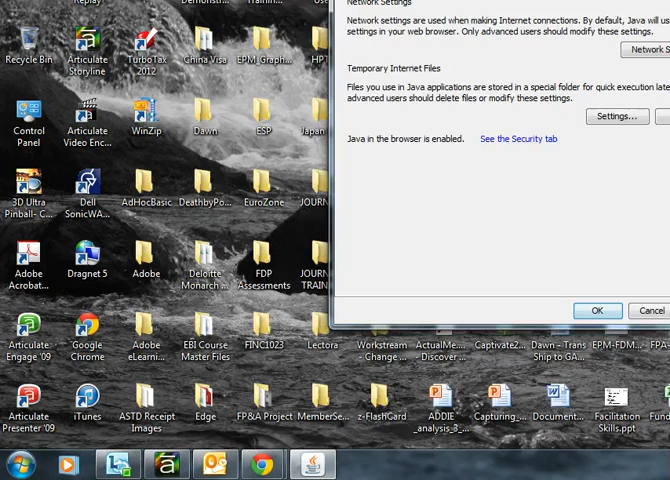 Replay
Training...
Network Settings
Network settings are used when making Internet connections. By default, Java will us
settings in your web browser. Only advanced users should modify these settings.
Network S
Temporary Internet Files
Files you use in Java applications are stored in a special folder for quick execution late
advanced users should delete files or modify these settings.
Settings...
Java in the browser is enabled. See the Security tab
OK
Cancel
Recycle Bin
Articulate
Storyline
TurboTax
2012
China Visa
EPM_Graph...
HPT
Control
Panel
Articulate
Video Enc...
WinZip
Dawn
ESP
Japan
3D Ultra
Pinball- C...
Dell
SonicWA...
AdHocBasic
DeathbyPo...
EuroZone
JOURN
Adobe
Acrobat...
Dragnet 5
Adobe
Deloitte
Monarch ...
FDP
Assessments
JOURN
TRAIN
Articulate
Engage '09
Google
Chrome
Adobe
eLearni...
EBI Course
Master Files
FINC1023
Lectora
Workstream
- Change ...
ActualMe...
- Discover ...
Captivate2...
Dawn - Trans
Ship to GA...
EPM-FDM...
FPA-
Articulate
Presenter '09
iTunes
ASTD Receipt
Images
Edge
FP&A Project
MemberSe...
z-FlashCard
ADDIE
_analysis_3_...
Capturing_...
Document...
Facilitation
Skills.ppt
Fund